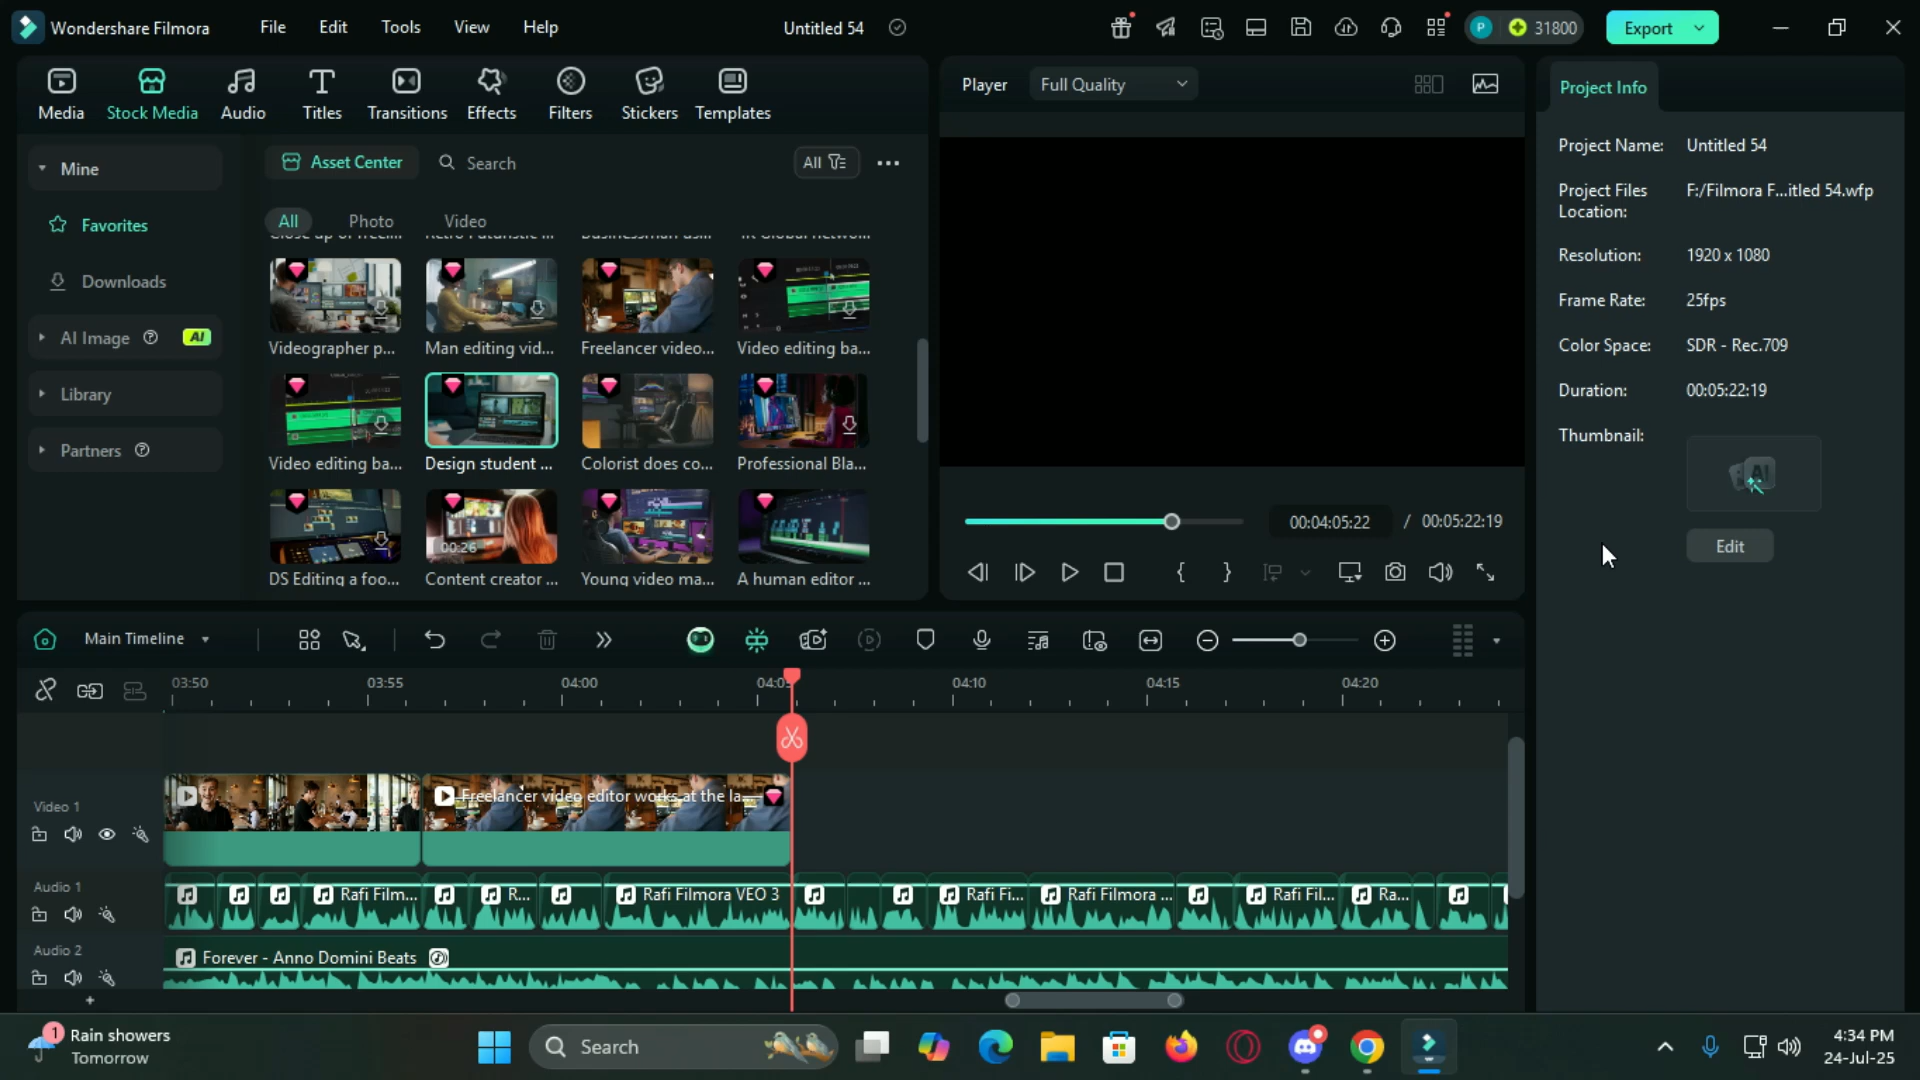 Wondershare Filmora
File
Edit
Tools
View
Help
Untitled 54
P
31800
Export
Media
Stock Media
Audio
Titles
Transitions
Effects
Filters
Stickers
Templates
Player
Full Quality
Project Info
Mine
Favorites
Downloads
AI Image
AI
Library
Partners
Asset Center
Search
All
All
Photo
Video
Videographer p...
Man editing vid...
Freelancer video...
Video editing ba...
Video editing ba...
Design student ...
Colorist does co...
Professional Bla...
00:26
DS Editing a foo...
Content creator ...
Young video ma...
A human editor ...
00:04:05:22
/ 00:05:22:19
Project Name: Untitled 54
Project Files Location: F:/Filmora F...itled 54.wfp
Resolution: 1920 x 1080
Frame Rate: 25fps
Color Space: SDR - Rec.709
Duration: 00:05:22:19
Thumbnail:
AI
Edit
Main Timeline
03:50
03:55
04:00
04:10
04:15
04:20
Video 1
Freelancer video editor works at the la...
Audio 1
Rafi Film...
R...
Rafi Filmora VEO 3
Rafi Fi...
Rafi Filmora ...
Rafi Fil...
Ra...
Audio 2
Forever - Anno Domini Beats
1
Rain showers
Tomorrow
Search
4:34 PM
24-Jul-25